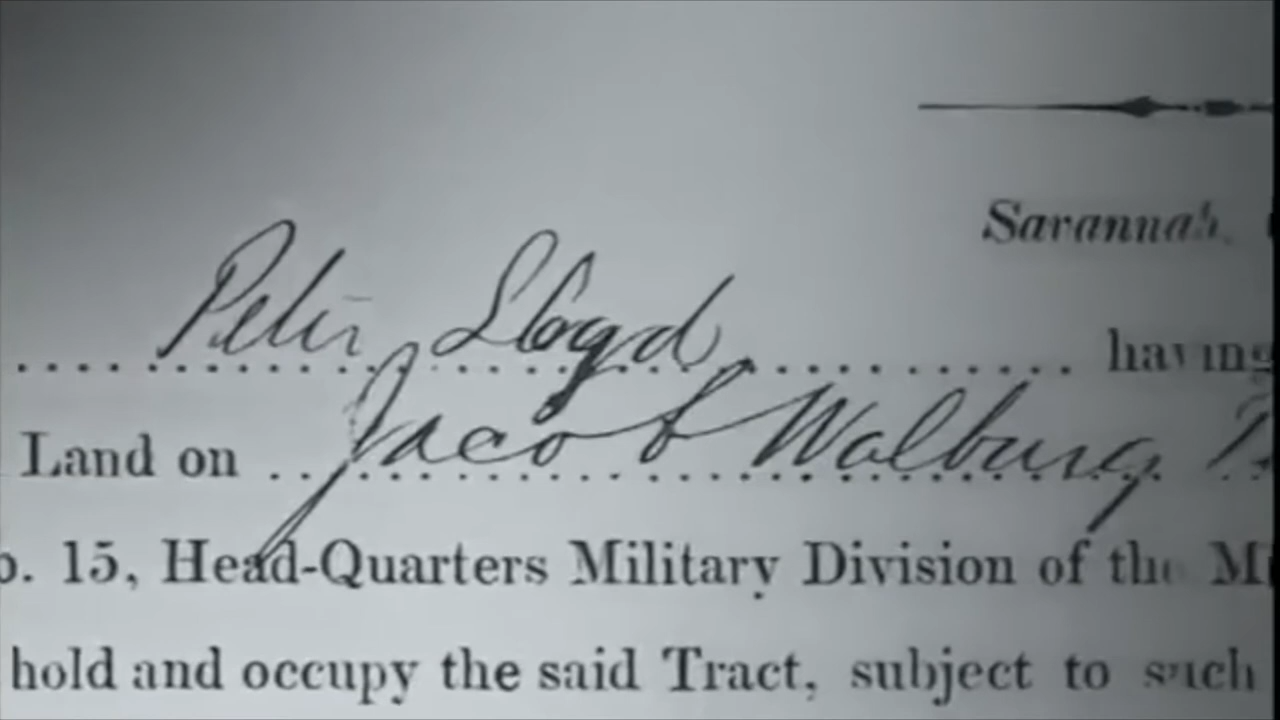 Savannah,
Peter Lloyd having
Land on Jacob Walburg
o. 15, Head-Quarters Military Division of the M
hold and occupy the said Tract, subject to such